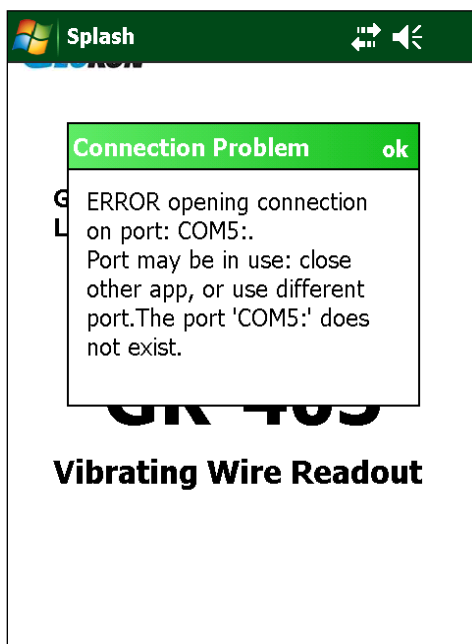 Splash
Connection Problem
ok
ERROR opening connection
on port: COM5:.
Port may be in use: close
other app, or use different
port.The port 'COM5:' does
not exist.
Vibrating Wire Readout